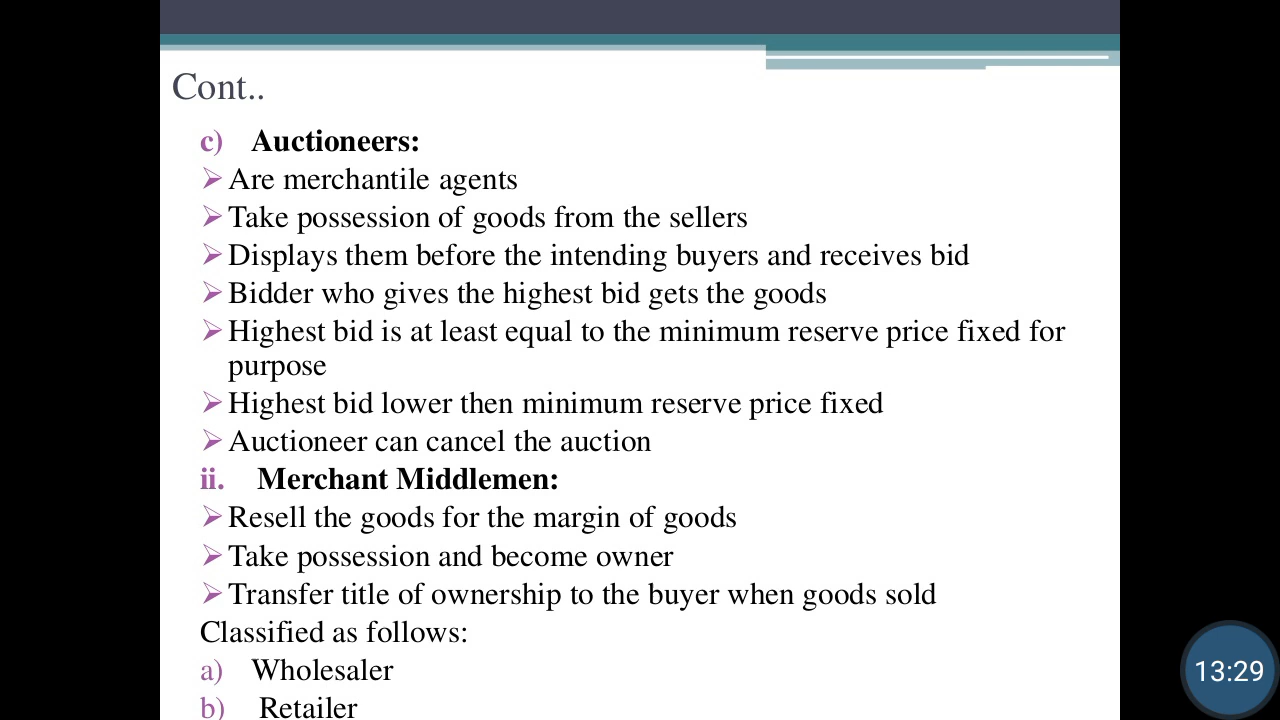 Cont..
c) Auctioneers:
➢ Are merchantile agents
➢ Take possession of goods from the sellers
➢ Displays them before the intending buyers and receives bid
➢ Bidder who gives the highest bid gets the goods
➢ Highest bid is at least equal to the minimum reserve price fixed for
purpose
➢ Highest bid lower then minimum reserve price fixed
➢ Auctioneer can cancel the auction
ii. Merchant Middlemen:
➢ Resell the goods for the margin of goods
➢ Take possession and become owner
➢ Transfer title of ownership to the buyer when goods sold
Classified as follows:
a) Wholesaler
b) Retailer
13:29